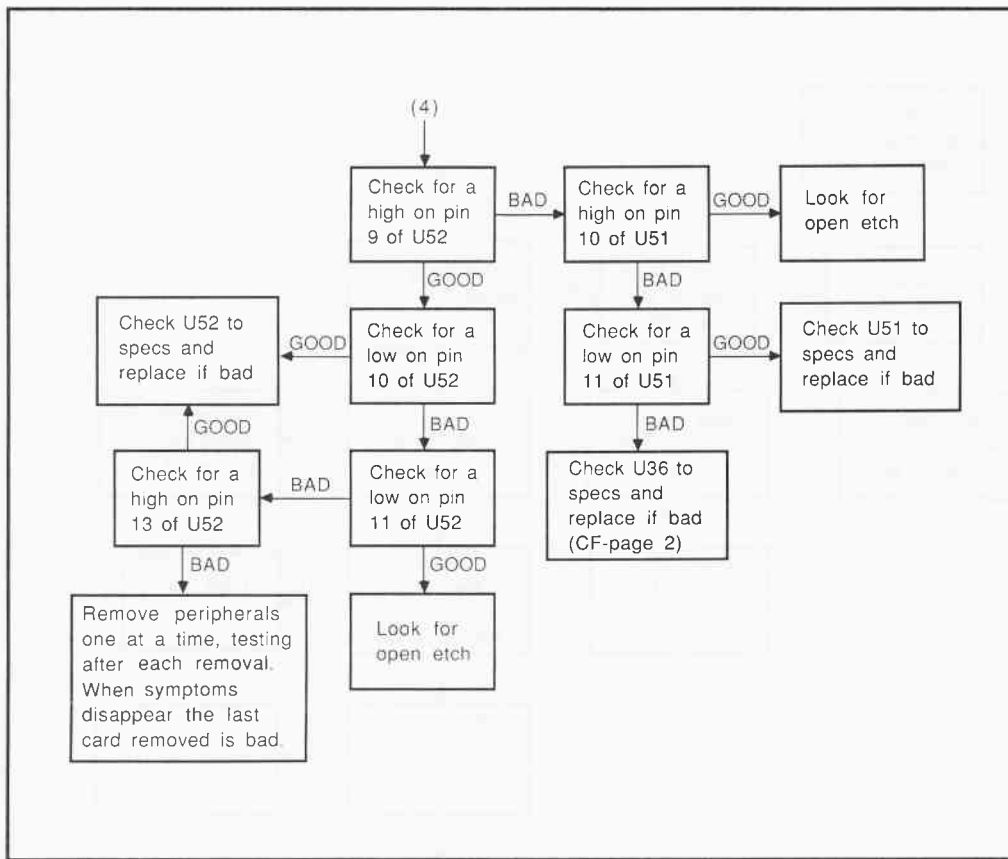 (4)
Check for a
high on pin
9 of U52
BAD
Check for a
high on pin
10 of U51
GOOD
Look for
open etch
GOOD
BAD
Check U52 to
specs and
replace if bad
GOOD
Check for a
low on pin
10 of U52
Check for a
low on pin
11 of U51
GOOD
Check U51 to
specs and
replace if bad
GOOD
BAD
BAD
Check for a
high on pin
13 of U52
BAD
Check for a
low on pin
11 of U52
Check U36 to
specs and
replace if bad
(CF-page 2)
BAD
GOOD
Remove peripherals
one at a time, testing
after each removal.
When symptoms
disappear the last
card removed is bad.
Look for
open etch